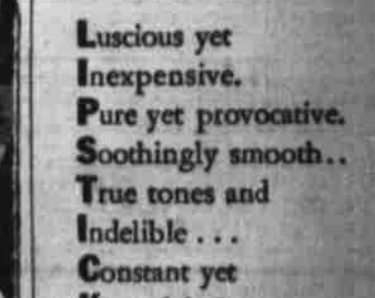 Luscious yet
Inexpensive.
Pure yet provocative.
Soothingly smooth..
True tones and
Indelible ...
Constant yet